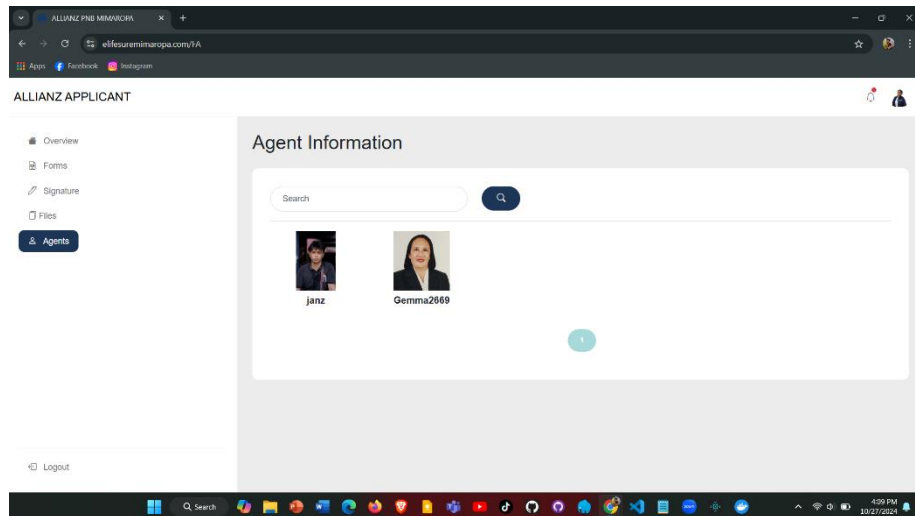 ALLIANZ PNB MIMAROPA
elifesuremimaropa.com/FA
Apps Facebook Instagram
ALLIANZ APPLICANT
Overview
Forms
Signature
Files
Agents
Logout
Agent Information
Search
janz Gemma2669
1
Search
4:09 PM
10/27/2024